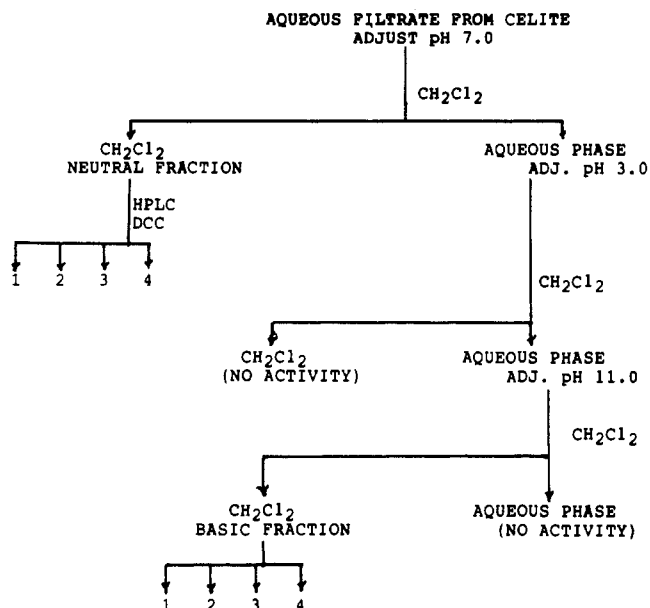 AQUEOUS FILTRATE FROM CELITE
ADJUST pH 7.0
CH2Cl2
CH2Cl2
NEUTRAL FRACTION
AQUEOUS PHASE
ADJ. pH 3.0
HPLC
DCC
1 2 3 4
CH2Cl2
CH2Cl2
(NO ACTIVITY)
AQUEOUS PHASE
ADJ. pH 11.0
CH2Cl2
CH2Cl2
BASIC FRACTION
AQUEOUS PHASE
(NO ACTIVITY)
1 2 3 4